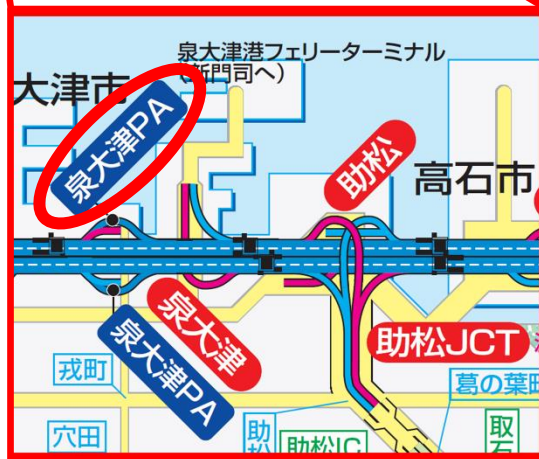 泉大津港フェリーターミナル
(新門司へ)
大津市
泉大津PA
助松
高石市
泉大津
泉大津PA
助松JCT
戎町
葛の葉町
穴田
助松
助松IC
取石